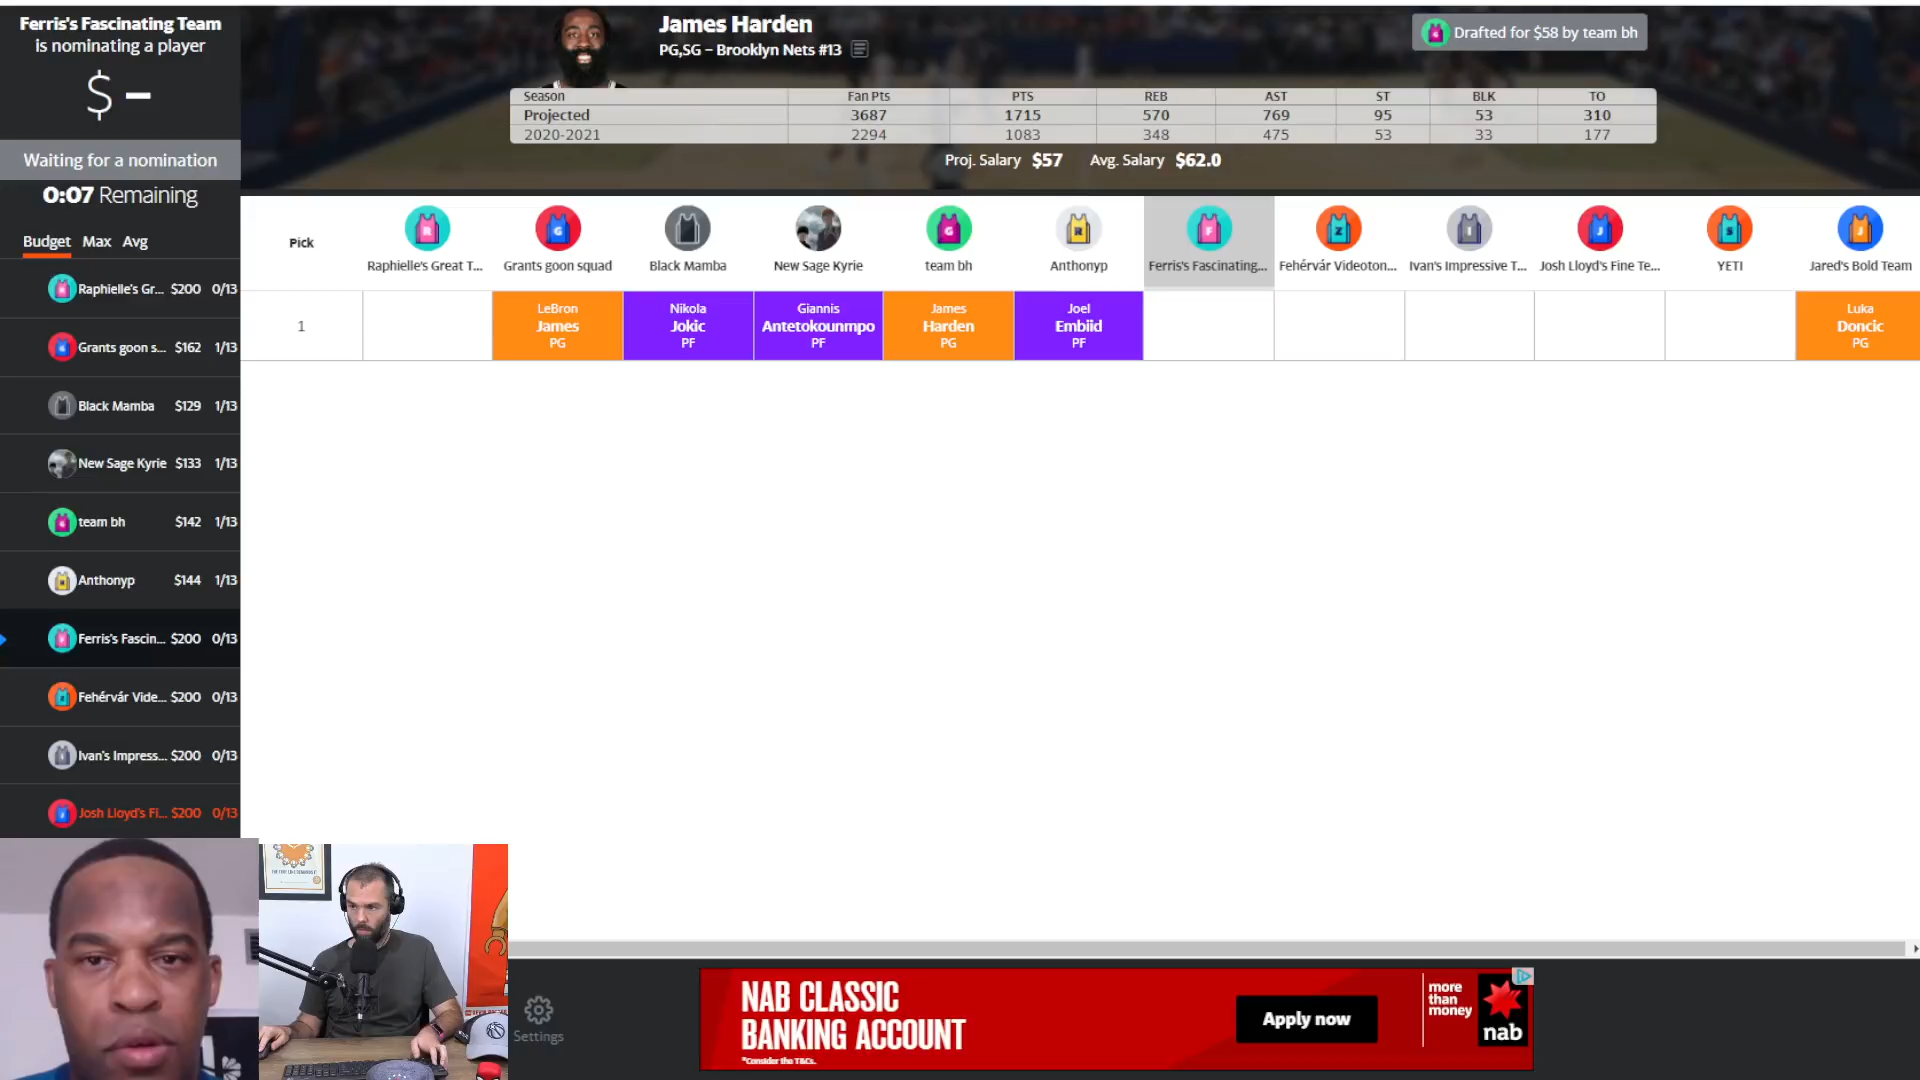 Ferris's Fascinating Team
is nominating a player
$ –
Waiting for a nomination
0:07 Remaining
Budget Max Avg
Raphielle's Gr... $200 0/13
Grants goon s... $162 1/13
Black Mamba $129 1/13
New Sage Kyrie $133 1/13
team bh $142 1/13
Anthonyp $144 1/13
Ferris's Fascin... $200 0/13
Fehérvár Vide... $200 0/13
Ivan's Impress... $200 0/13
Josh Lloyd's Fi... $200 0/13
James Harden
PG,SG – Brooklyn Nets #13
Drafted for $58 by team bh
Season Fan Pts PTS REB AST ST BLK TO
Projected 3687 1715 570 769 95 53 310
2020-2021 2294 1083 348 475 53 33 177
Proj. Salary $57 Avg. Salary $62.0
Pick Raphielle's Great T... Grants goon squad Black Mamba New Sage Kyrie team bh Anthonyp Ferris's Fascinating... Fehérvár Videoton... Ivan's Impressive T... Josh Lloyd's Fine Te... YETI Jared's Bold Team
1
LeBron
James
PG
Nikola
Jokic
PF
Giannis
Antetokounmpo
PF
James
Harden
PG
Joel
Embiid
PF
Luka
Doncic
PG
Settings
NAB CLASSIC
BANKING ACCOUNT
*Consider the T&Cs.
Apply now
more
than
money
nab